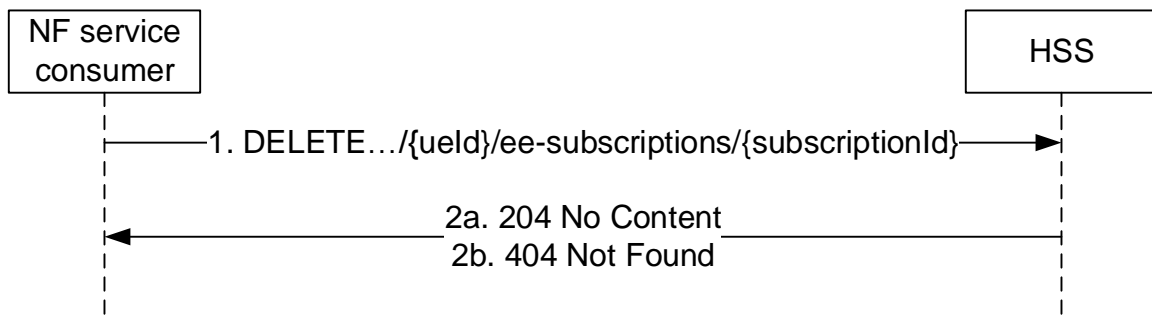 NF service
consumer
HSS
1. DELETE…/{ueId}/ee-subscriptions/{subscriptionId}
2a. 204 No Content
2b. 404 Not Found